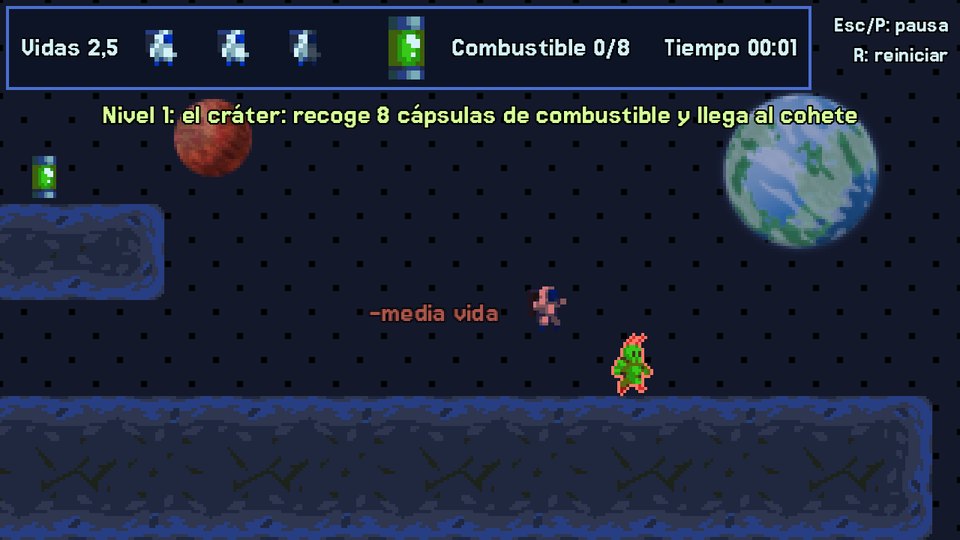 Vidas 2,5
Combustible 0/8
Tiempo 00:01
Esc/P: pausa
R: reiniciar
Nivel 1: el cráter: recoge 8 cápsulas de combustible y llega al cohete
-media vida